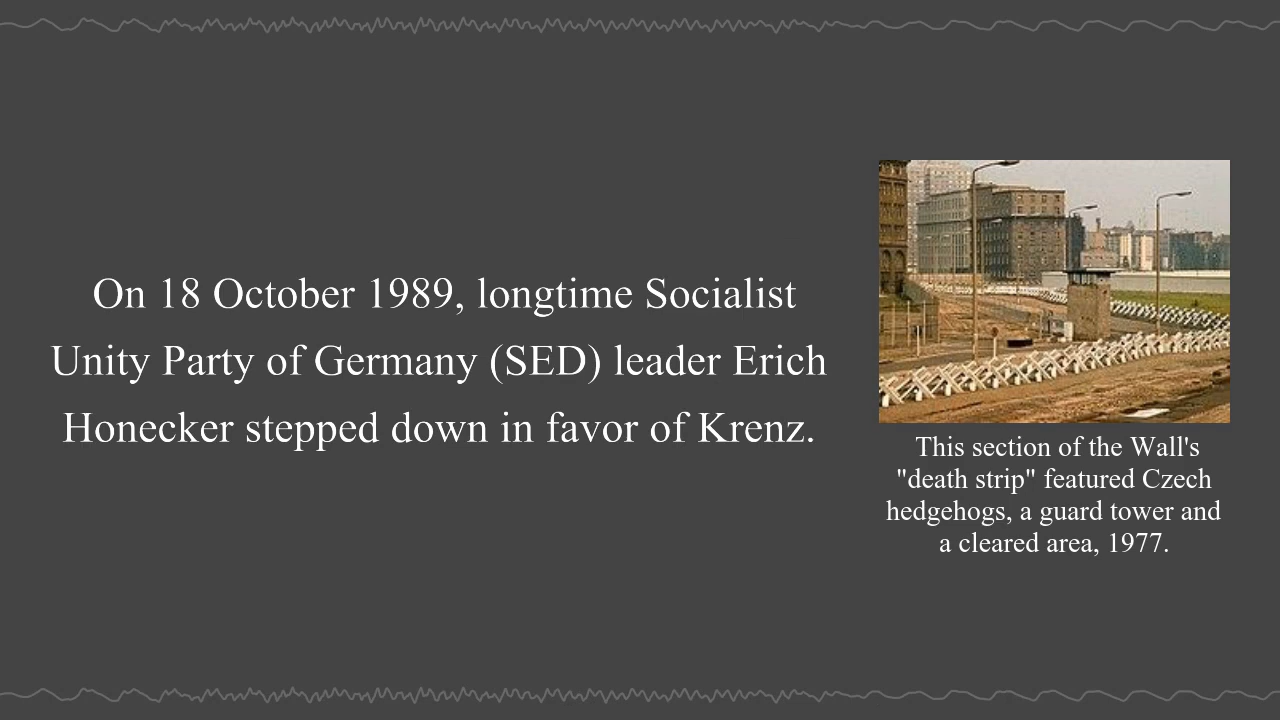 On 18 October 1989, longtime Socialist
Unity Party of Germany (SED) leader Erich
Honecker stepped down in favor of Krenz.
This section of the Wall's
"death strip" featured Czech
hedgehogs, a guard tower and
a cleared area, 1977.